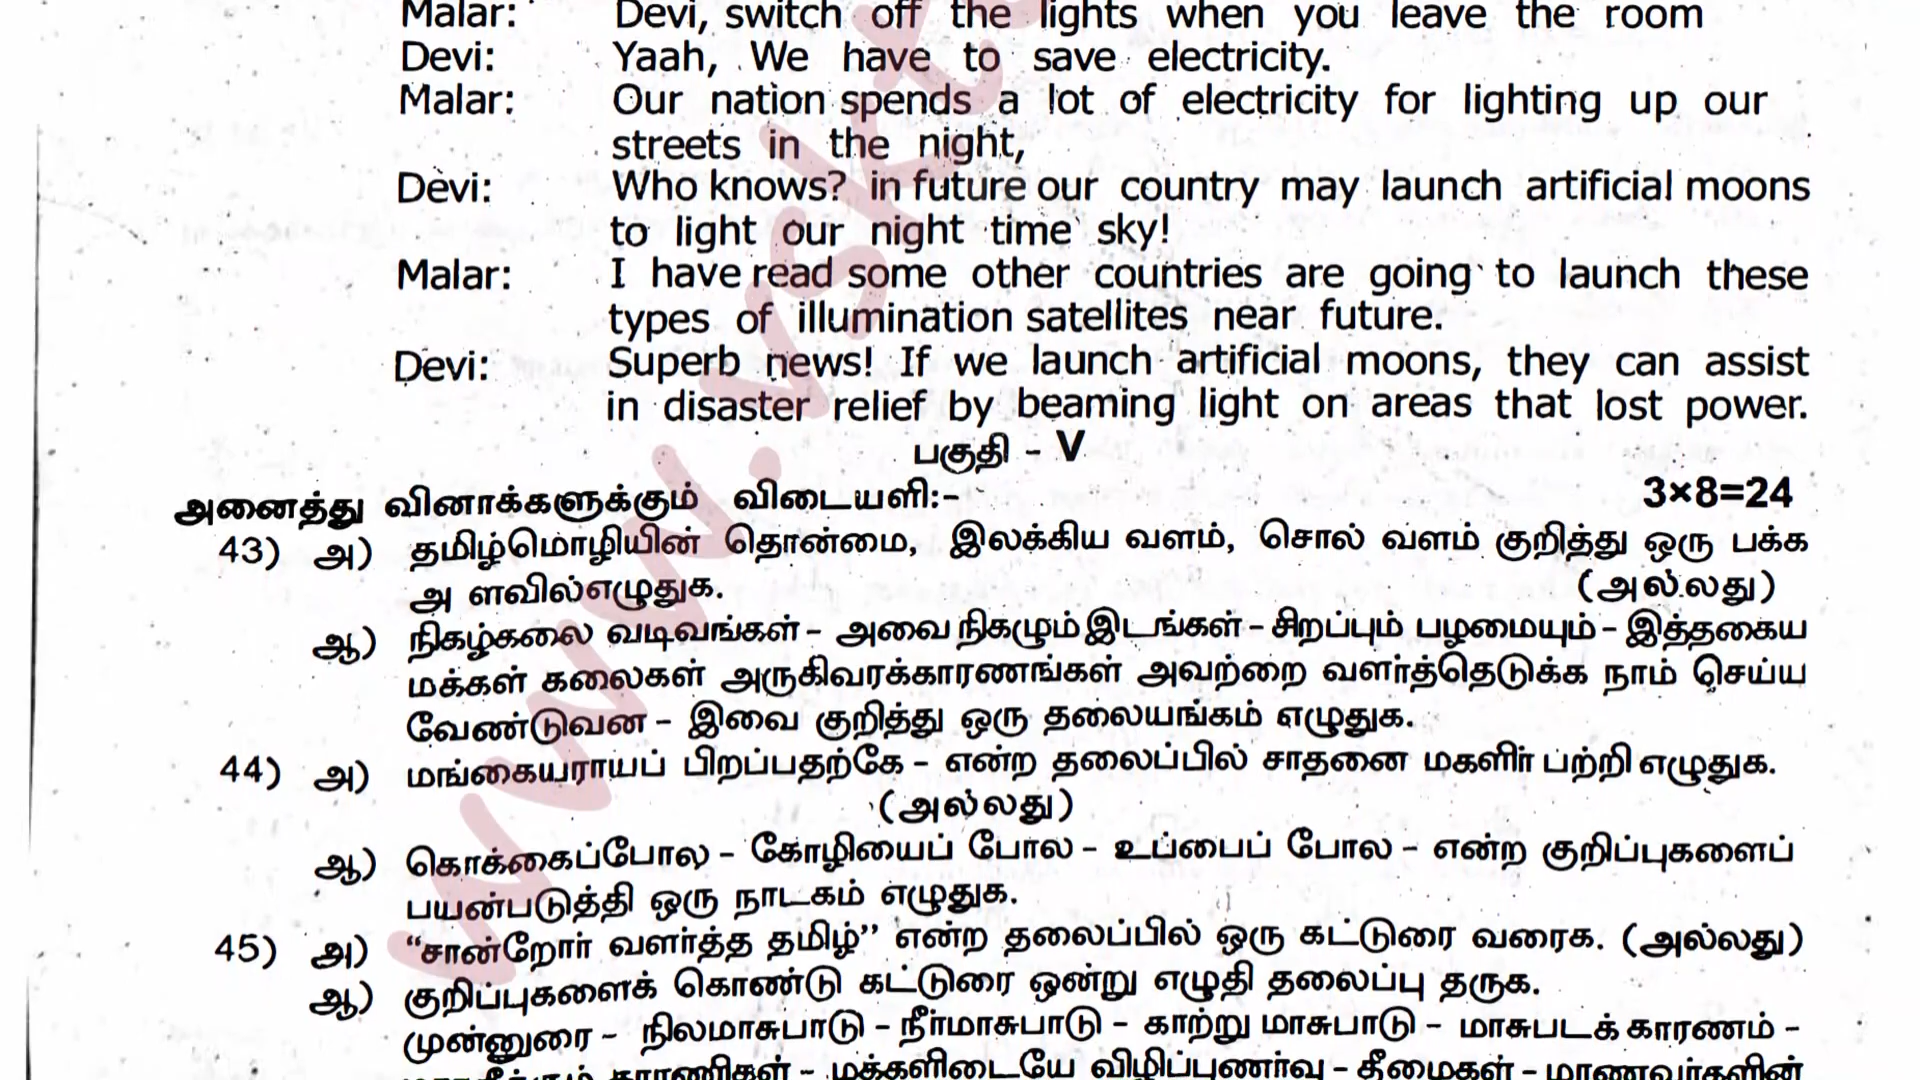 Malar: Devi, switch off the lights when you leave the room
Devi: Yaah, We have to save electricity.
Malar: Our nation spends a lot of electricity for lighting up our
streets in the night,
Devi: Who knows? in future our country may launch artificial moons
to light our night time sky!
Malar: I have read some other countries are going to launch these
types of illumination satellites near future.
Devi: Superb news! If we launch artificial moons, they can assist
in disaster relief by beaming light on areas that lost power.
பகுதி - V
அனைத்து வினாக்களுக்கும் விடையளி:- 3×8=24
43) அ) தமிழ்மொழியின் தொன்மை, இலக்கிய வளம், சொல் வளம் குறித்து ஒரு பக்க
அ ளவில்எழுதுக. (அல்லது)
ஆ) நிகழ்கலை வடிவங்கள் - அவை நிகழும் இடங்கள் - சிறப்பும் பழமையும் - இத்தகைய
மக்கள் கலைகள் அருகிவரக்காரணங்கள் அவற்றை வளர்த்தெடுக்க நாம் செய்ய
வேண்டுவன - இவை குறித்து ஒரு தலையங்கம் எழுதுக.
44) அ) மங்கையராயப் பிறப்பதற்கே - என்ற தலைப்பில் சாதனை மகளிர் பற்றி எழுதுக.
(அல்லது)
ஆ) கொக்கைப்போல - கோழியைப் போல - உப்பைப் போல - என்ற குறிப்புகளைப்
பயன்படுத்தி ஒரு நாடகம் எழுதுக.
45) அ) "சான்றோர் வளர்த்த தமிழ்" என்ற தலைப்பில் ஒரு கட்டுரை வரைக. (அல்லது)
ஆ) குறிப்புகளைக் கொண்டு கட்டுரை ஒன்று எழுதி தலைப்பு தருக.
முன்னுரை - நிலமாசுபாடு - நீர்மாசுபாடு - காற்று மாசுபாடு - மாசுபடக் காரணம் -
காரணிகள் - மக்களிடையே விழிப்புணர்வு - தீமைகள் - மாணவர்களின்